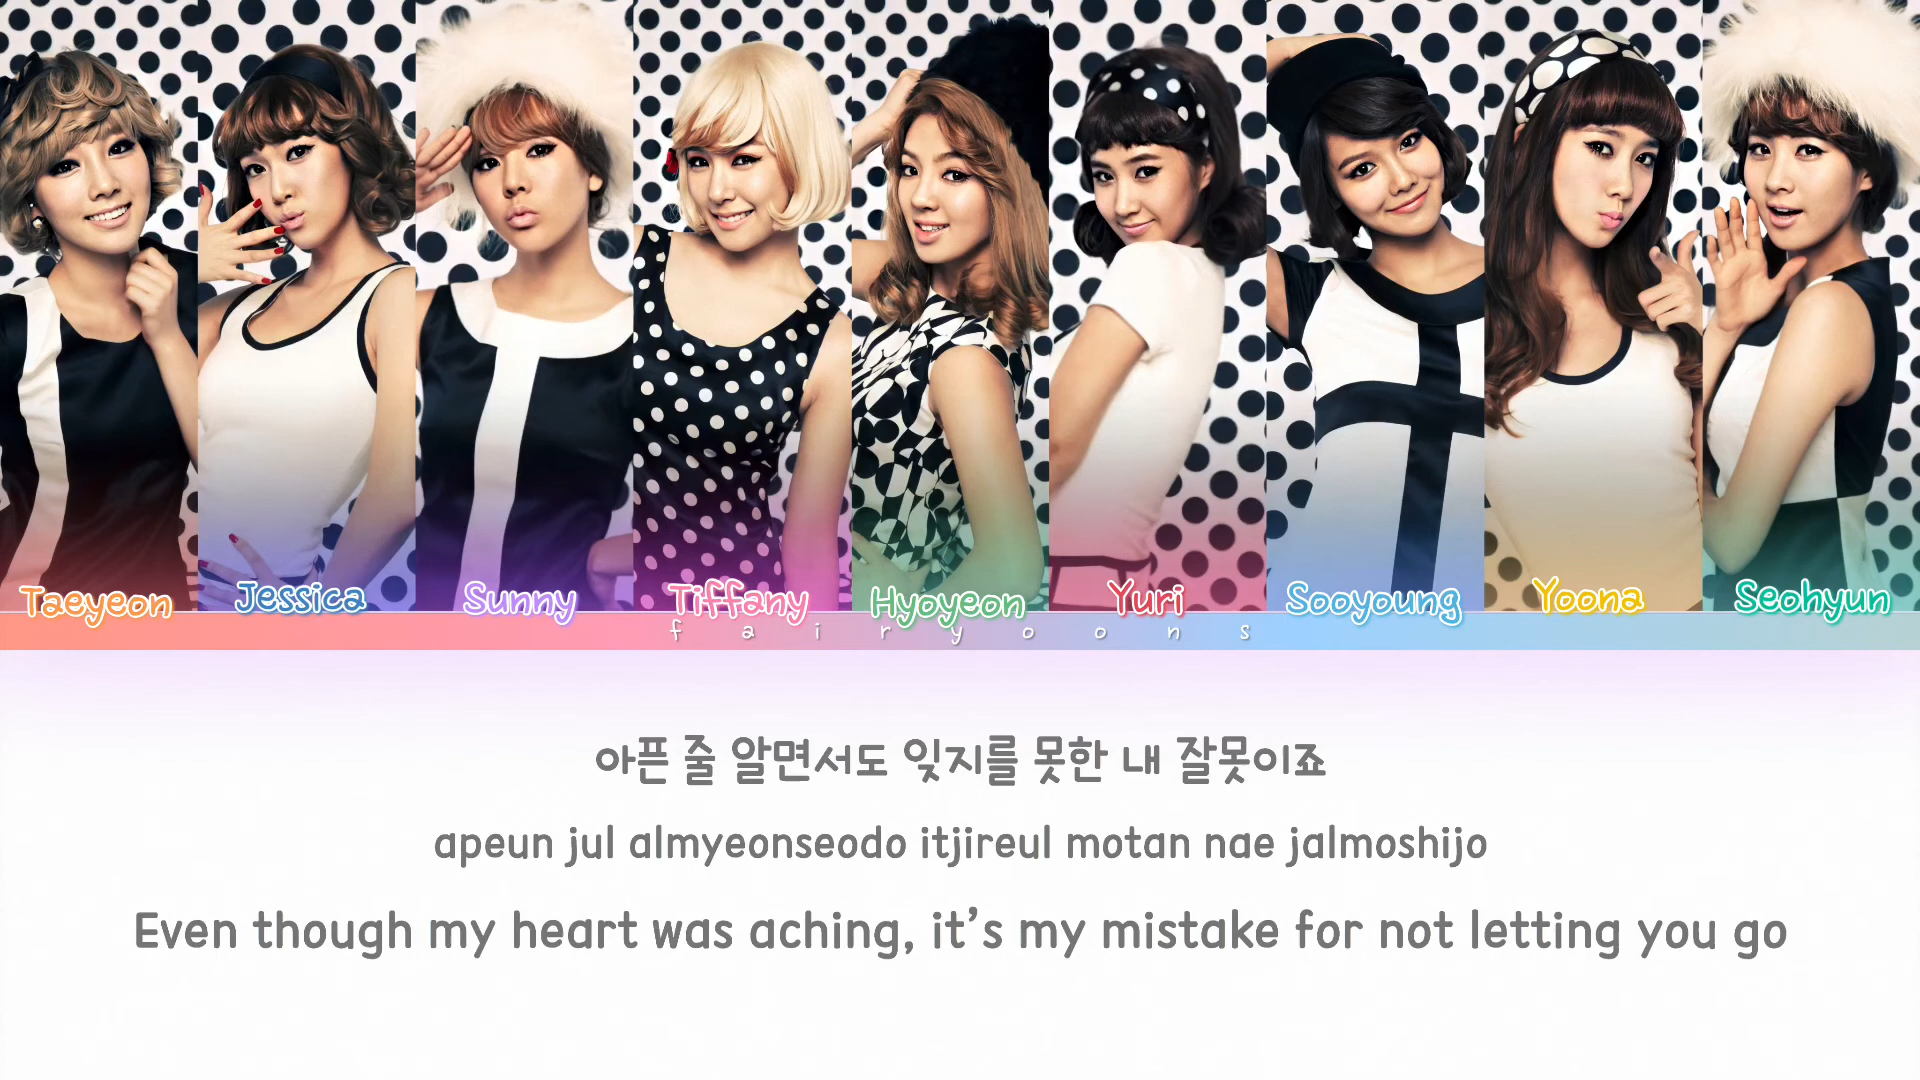 Taeyeon Jessica Sunny Tiffany Hyoyeon Yuri Sooyoung Yoona Seohyun
fairyoons
아픈 줄 알면서도 잊지를 못한 내 잘못이죠
apeun jul almyeonseodo itjireul motan nae jalmoshijo
Even though my heart was aching, it's my mistake for not letting you go